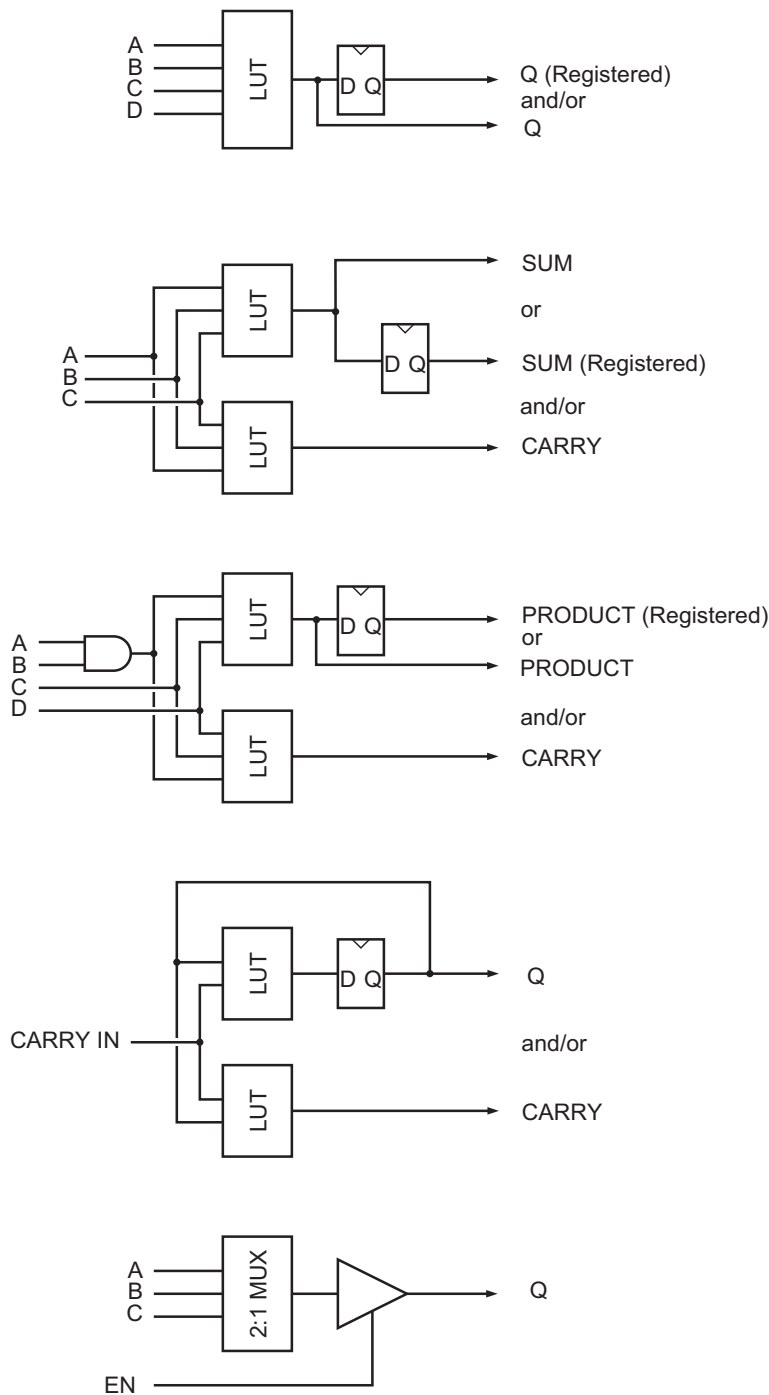 A
B
C
D
LUT
D Q
Q (Registered)
and/or
Q
A
B
C
LUT
LUT
D Q
SUM
or
SUM (Registered)
and/or
CARRY
A
B
C
D
LUT
LUT
D Q
PRODUCT (Registered)
or
PRODUCT
and/or
CARRY
CARRY IN
LUT
LUT
D Q
Q
and/or
CARRY
A
B
C
2:1 MUX
Q
EN